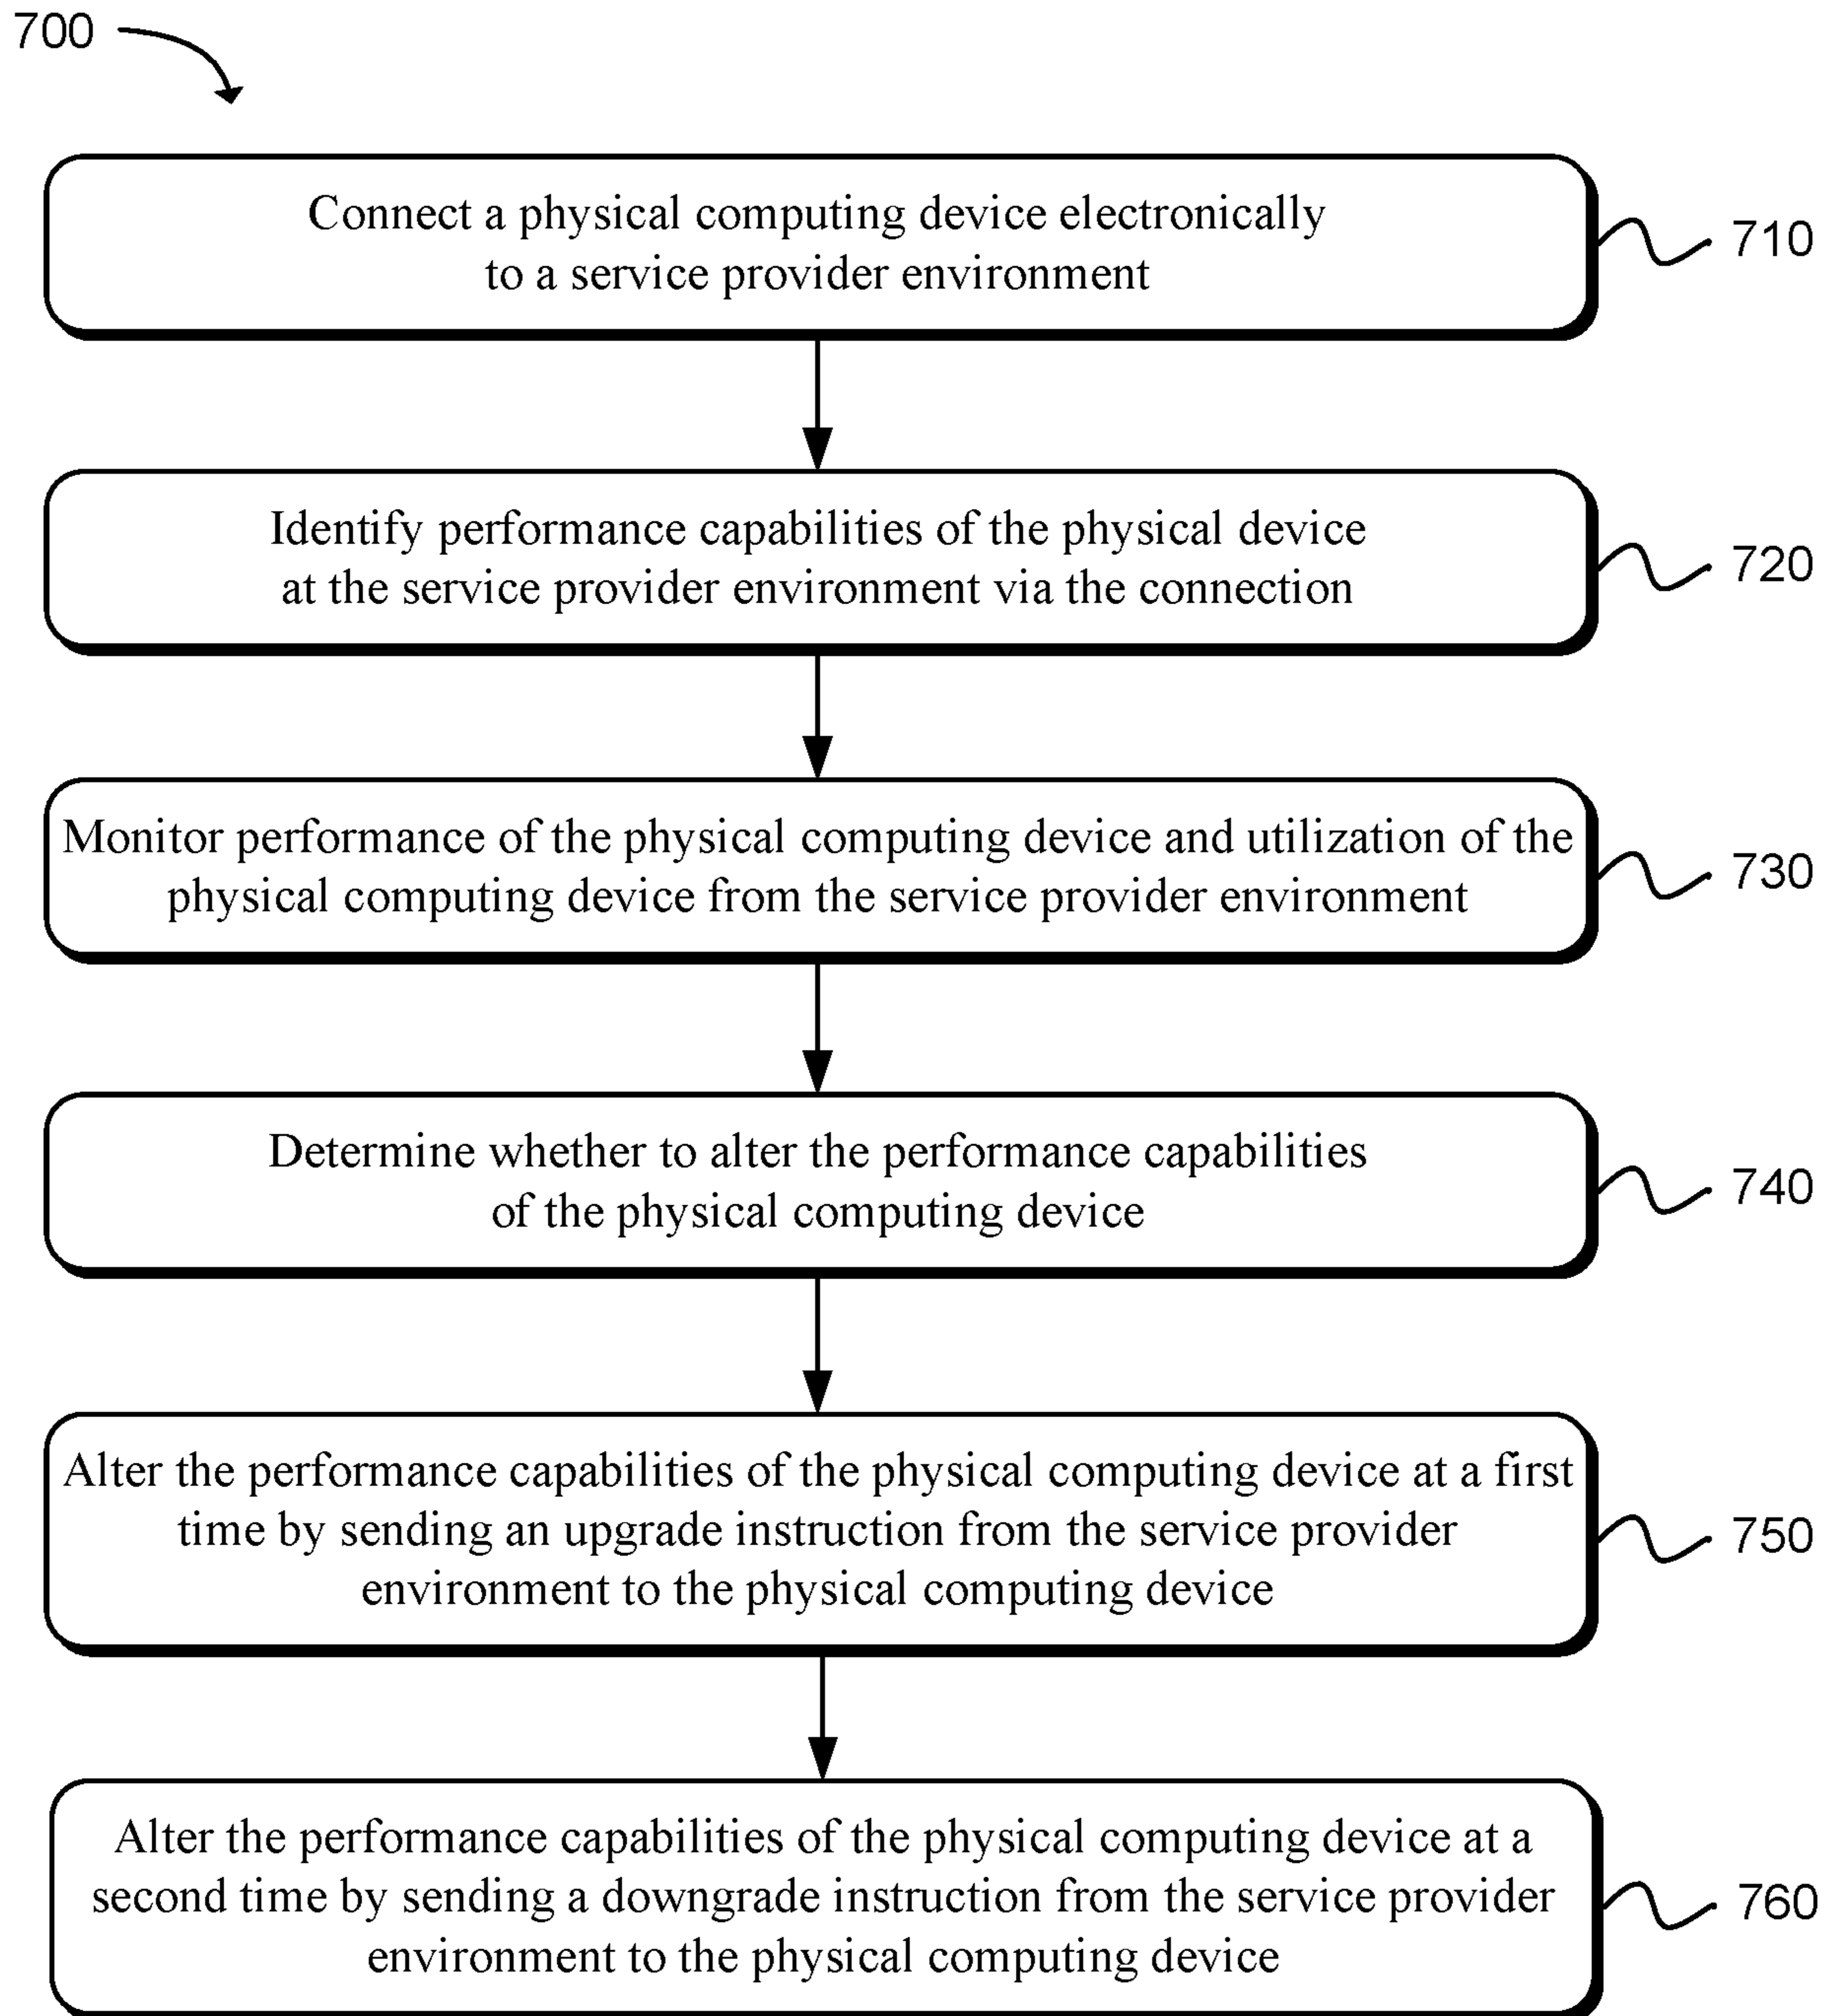 700
Connect a physical computing device electronically
to a service provider environment
710
Identify performance capabilities of the physical device
at the service provider environment via the connection
720
Monitor performance of the physical computing device and utilization of the
physical computing device from the service provider environment
730
Determine whether to alter the performance capabilities
of the physical computing device
740
Alter the performance capabilities of the physical computing device at a first
time by sending an upgrade instruction from the service provider
environment to the physical computing device
750
Alter the performance capabilities of the physical computing device at a
second time by sending a downgrade instruction from the service provider
environment to the physical computing device
760